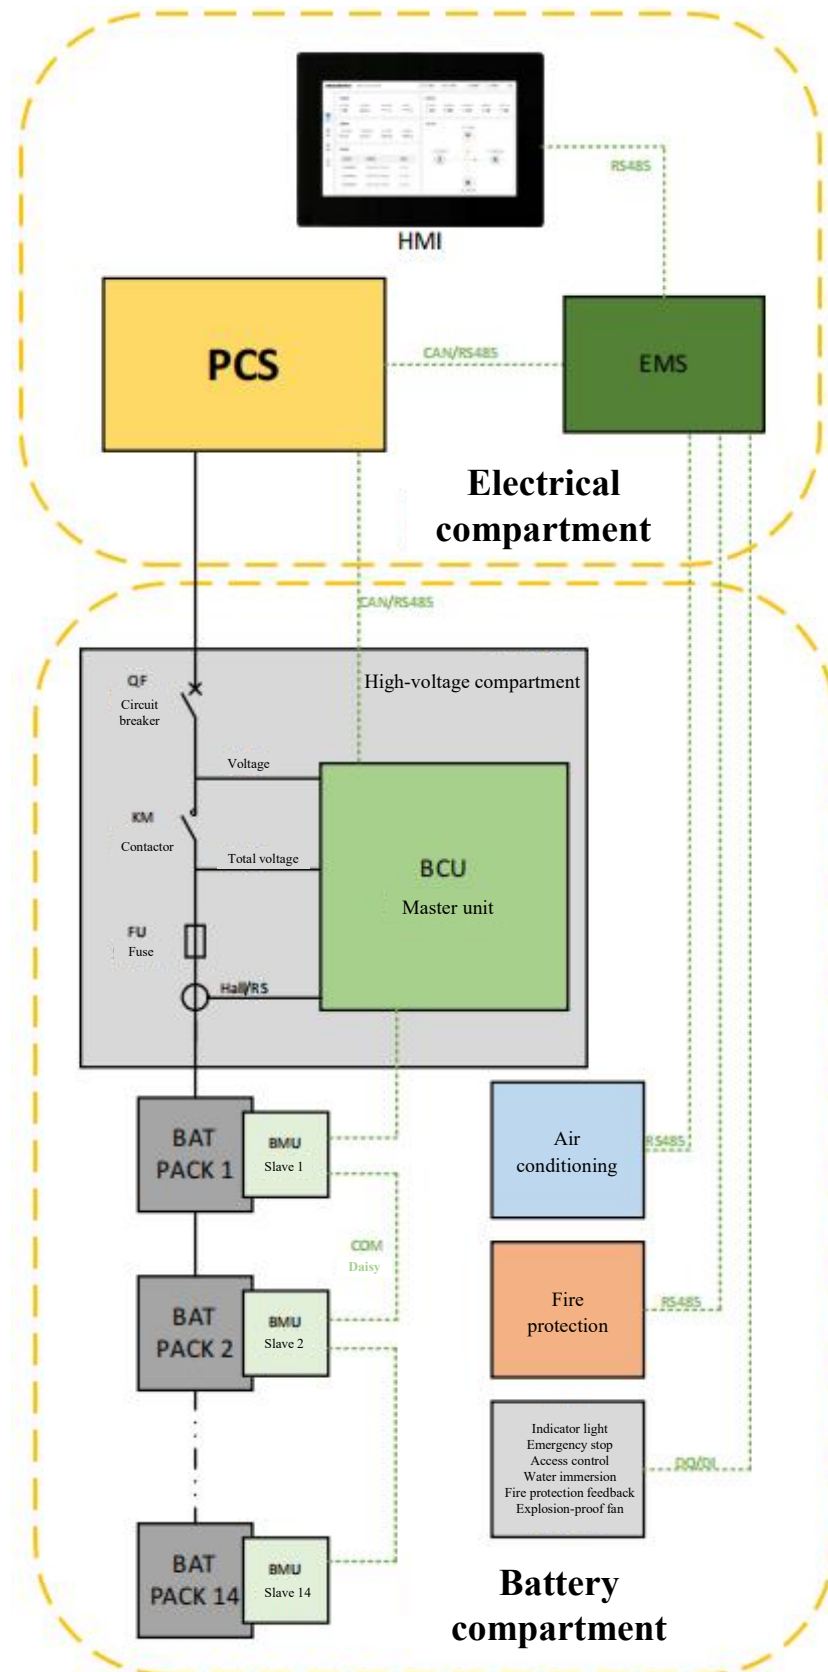 HMI
RS485
PCS
CAN/RS485
EMS
Electrical
compartment
CAN/RS485
High-voltage compartment
QF
Circuit
breaker
Voltage
KM
Contactor
Total voltage
BCU
Master unit
FU
Fuse
Hall/RS
BAT
PACK 1
BMU
Slave 1
Air
conditioning
RS485
COM
Daisy
BAT
PACK 2
BMU
Slave 2
Fire
protection
RS485
Indicator light
Emergency stop
Access control
Water immersion
Fire protection feedback
Explosion-proof fan
DO/DI
BAT
PACK 14
BMU
Slave 14
Battery
compartment